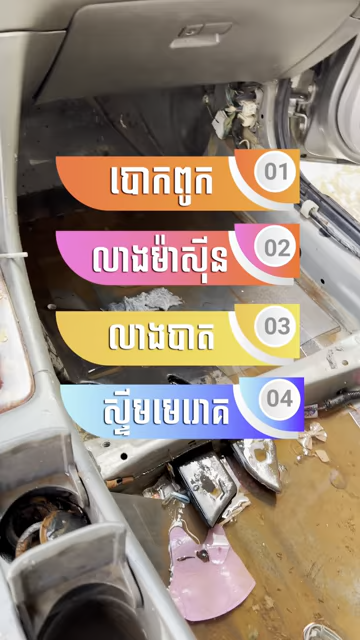 បោកពូក
01
លាងម៉ាស៊ីន
02
លាងបាត
03
ស្ទីមមេរោគ
04